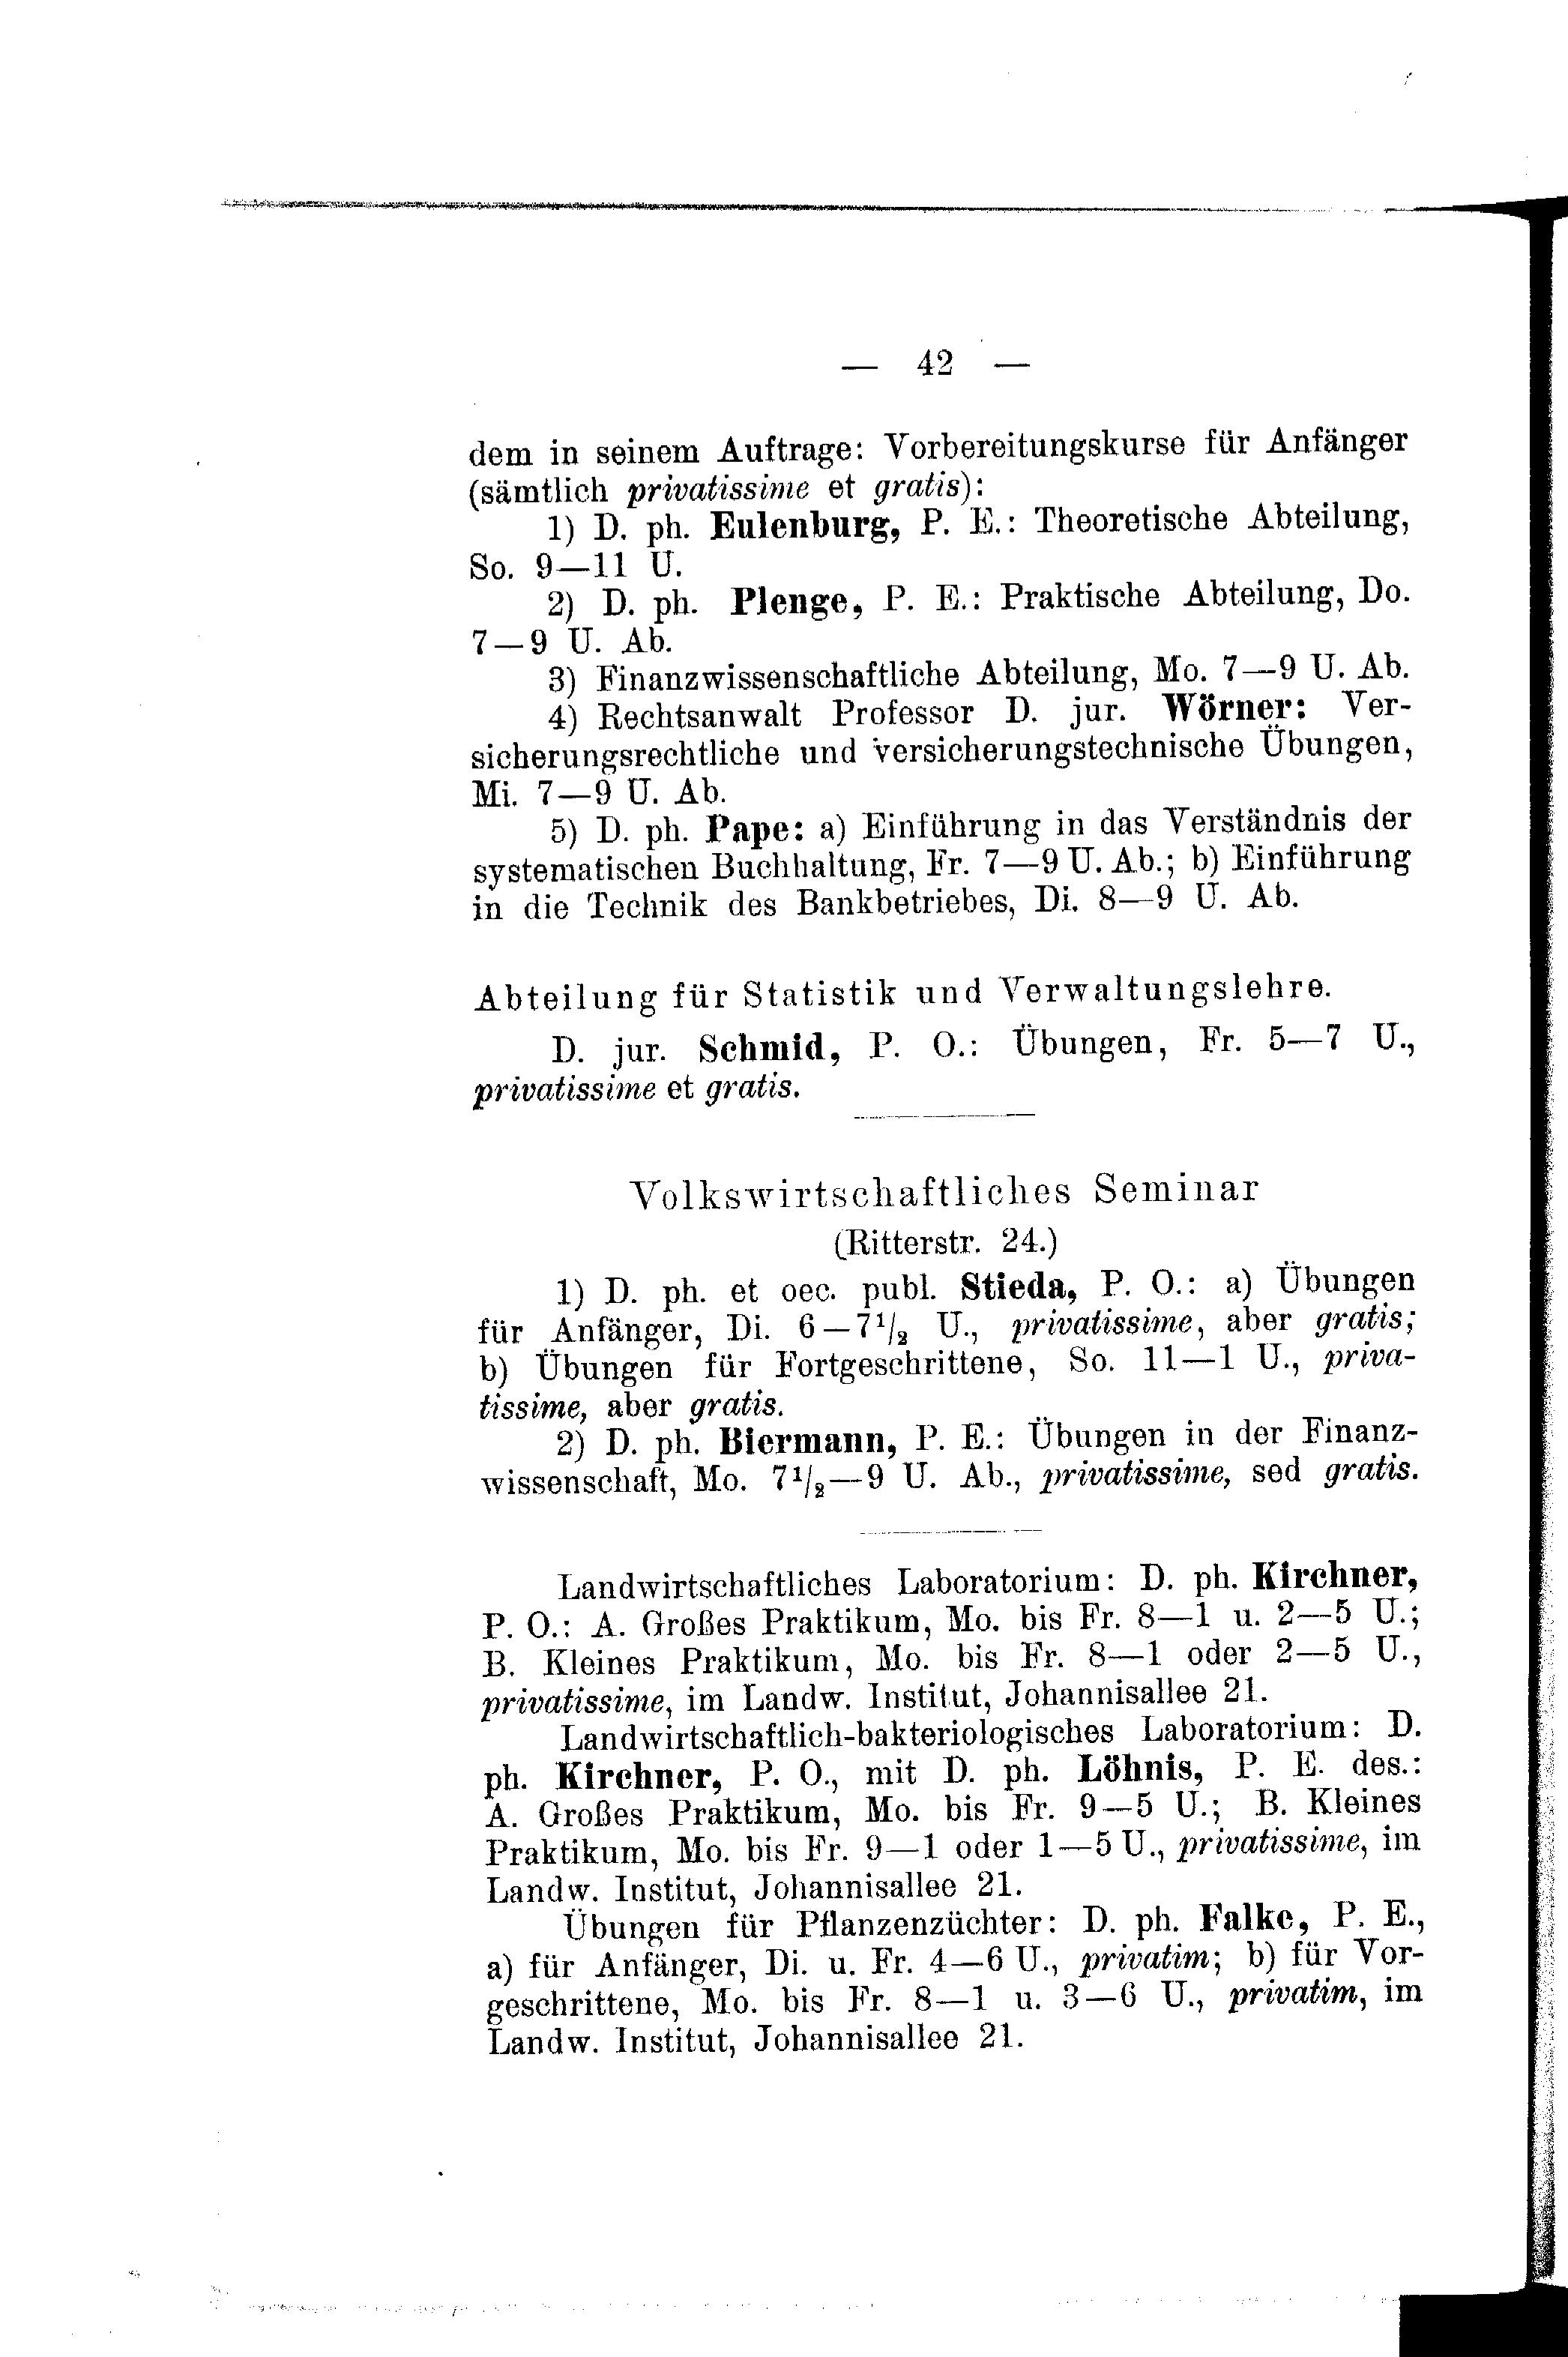 — 42 —
dem in seinem Auftrage: Vorbereitungskurse für Anfänger
(sämtlich privatissime et gratis):
1) D. ph. Eulenburg, P. E.: Theoretische Abteilung,
So. 9—11 U.
2) D. ph. Plenge, P. E.: Praktische Abteilung, Do.
7—9 U. Ab.
3) Finanzwissenschaftliche Abteilung, Mo. 7—9 U. Ab.
4) Rechtsanwalt Professor D. jur. Wörner: Ver-
sicherungsrechtliche und versicherungstechnische Übungen,
Mi. 7—9 U. Ab.
5) D. ph. Pape: a) Einführung in das Verständnis der
systematischen Buchhaltung, Fr. 7—9 U. Ab.; b) Einführung
in die Technik des Bankbetriebes, Di. 8—9 U. Ab.
Abteilung für Statistik und Verwaltungslehre.
D. jur. Schmid, P. O.: Übungen, Fr. 5—7 U.,
privatissime et gratis.
Volkswirtschaftliches Seminar
(Ritterstr. 24.)
1) D. ph. et oec. publ. Stieda, P. O.: a) Übungen
für Anfänger, Di. 6—7 1/2 U., privatissime, aber gratis;
b) Übungen für Fortgeschrittene, So. 11—1 U., priva-
tissime, aber gratis.
2) D. ph. Biermann, P. E.: Übungen in der Finanz-
wissenschaft, Mo. 7 1/2—9 U. Ab., privatissime, sed gratis.
Landwirtschaftliches Laboratorium: D. ph. Kirchner,
P. O.: A. Großes Praktikum, Mo. bis Fr. 8—1 u. 2—5 U.;
B. Kleines Praktikum, Mo. bis Fr. 8—1 oder 2—5 U.,
privatissime, im Landw. Institut, Johannisallee 21.
Landwirtschaftlich-bakteriologisches Laboratorium: D.
ph. Kirchner, P. O., mit D. ph. Löhnis, P. E. des.:
A. Großes Praktikum, Mo. bis Fr. 9—5 U.; B. Kleines
Praktikum, Mo. bis Fr. 9—1 oder 1—5 U., privatissime, im
Landw. Institut, Johannisallee 21.
Übungen für Pflanzenzüchter: D. ph. Falke, P. E.,
a) für Anfänger, Di. u. Fr. 4—6 U., privatim; b) für Vor-
geschrittene, Mo. bis Fr. 8—1 u. 3—6 U., privatim, im
Landw. Institut, Johannisallee 21.